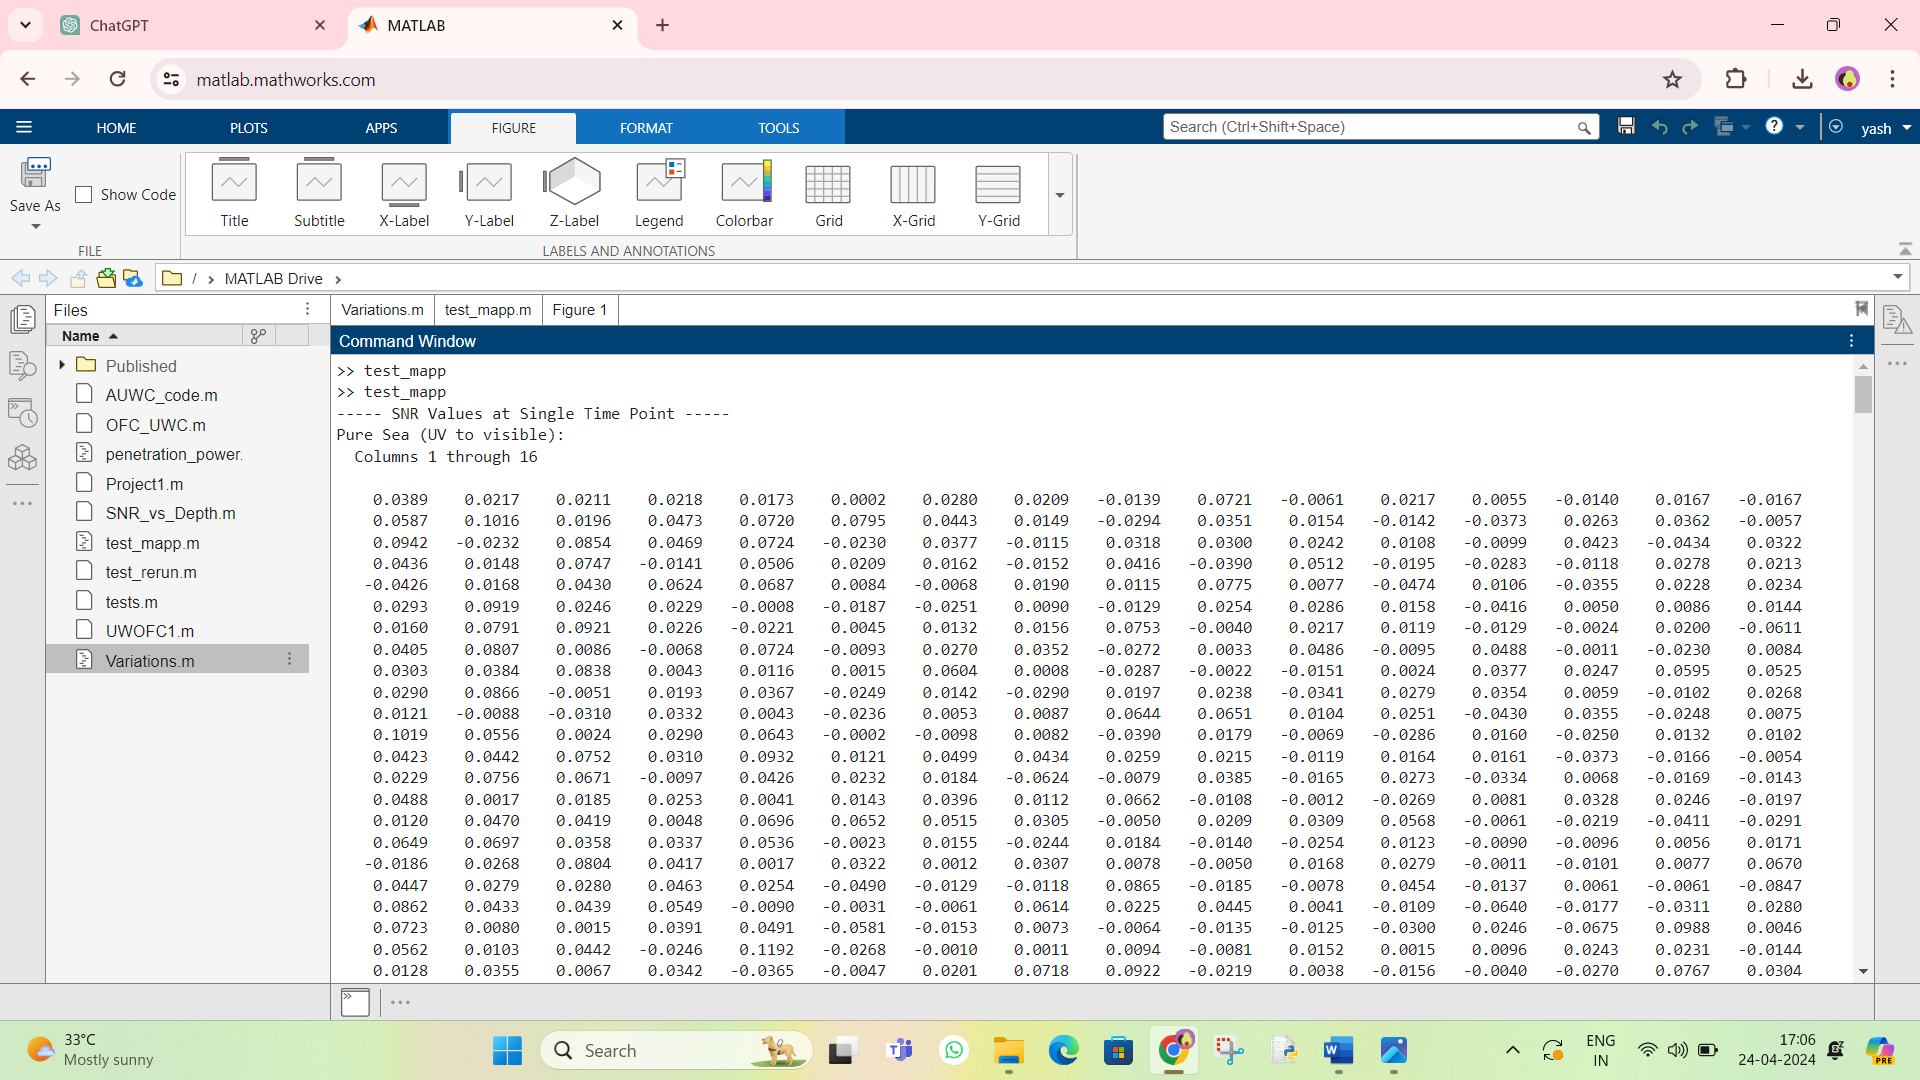 ChatGPT
MATLAB
matlab.mathworks.com
HOME PLOTS APPS FIGURE FORMAT TOOLS
Search (Ctrl+Shift+Space)
yash
Save As
Show Code
Title Subtitle X-Label Y-Label Z-Label Legend Colorbar Grid X-Grid Y-Grid
FILE
LABELS AND ANNOTATIONS
/ MATLAB Drive
Files
Name
Published
AUWC_code.m
OFC_UWC.m
penetration_power.
Project1.m
SNR_vs_Depth.m
test_mapp.m
test_rerun.m
tests.m
UWOFC1.m
Variations.m
Variations.m test_mapp.m Figure 1
Command Window
>> test_mapp
>> test_mapp
----- SNR Values at Single Time Point -----
Pure Sea (UV to visible):
Columns 1 through 16
0.0389 0.0217 0.0211 0.0218 0.0173 0.0002 0.0280 0.0209 -0.0139 0.0721 -0.0061 0.0217 0.0055 -0.0140 0.0167 -0.0167
0.0587 0.1016 0.0196 0.0473 0.0720 0.0795 0.0443 0.0149 -0.0294 0.0351 0.0154 -0.0142 -0.0373 0.0263 0.0362 -0.0057
0.0942 -0.0232 0.0854 0.0469 0.0724 -0.0230 0.0377 -0.0115 0.0318 0.0300 0.0242 0.0108 -0.0099 0.0423 -0.0434 0.0322
0.0436 0.0148 0.0747 -0.0141 0.0506 0.0209 0.0162 -0.0152 0.0416 -0.0390 0.0512 -0.0195 -0.0283 -0.0118 0.0278 0.0213
-0.0426 0.0168 0.0430 0.0624 0.0687 0.0084 -0.0068 0.0190 0.0115 0.0775 0.0077 -0.0474 0.0106 -0.0355 0.0228 0.0234
0.0293 0.0919 0.0246 0.0229 -0.0008 -0.0187 -0.0251 0.0090 -0.0129 0.0254 0.0286 0.0158 -0.0416 0.0050 0.0086 0.0144
0.0160 0.0791 0.0921 0.0226 -0.0221 0.0045 0.0132 0.0156 0.0753 -0.0040 0.0217 0.0119 -0.0129 -0.0024 0.0200 -0.0611
0.0405 0.0807 0.0086 -0.0068 0.0724 -0.0093 0.0270 0.0352 -0.0272 0.0033 0.0486 -0.0095 0.0488 -0.0011 -0.0230 0.0084
0.0303 0.0384 0.0838 0.0043 0.0116 0.0015 0.0604 0.0008 -0.0287 -0.0022 -0.0151 0.0024 0.0377 0.0247 0.0595 0.0525
0.0290 0.0866 -0.0051 0.0193 0.0367 -0.0249 0.0142 -0.0290 0.0197 0.0238 -0.0341 0.0279 0.0354 0.0059 -0.0102 0.0268
0.0121 -0.0088 -0.0310 0.0332 0.0043 -0.0236 0.0053 0.0087 0.0644 0.0651 0.0104 0.0251 -0.0430 0.0355 -0.0248 0.0075
0.1019 0.0556 0.0024 0.0290 0.0643 -0.0002 -0.0098 0.0082 -0.0390 0.0179 -0.0069 -0.0286 0.0160 -0.0250 0.0132 0.0102
0.0423 0.0442 0.0752 0.0310 0.0932 0.0121 0.0499 0.0434 0.0259 0.0215 -0.0119 0.0164 0.0161 -0.0373 -0.0166 -0.0054
0.0229 0.0756 0.0671 -0.0097 0.0426 0.0232 0.0184 -0.0624 -0.0079 0.0385 -0.0165 0.0273 -0.0334 0.0068 -0.0169 -0.0143
0.0488 0.0017 0.0185 0.0253 0.0041 0.0143 0.0396 0.0112 0.0662 -0.0108 -0.0012 -0.0269 0.0081 0.0328 0.0246 -0.0197
0.0120 0.0470 0.0419 0.0048 0.0696 0.0652 0.0515 0.0305 -0.0050 0.0209 0.0309 0.0568 -0.0061 -0.0219 -0.0411 -0.0291
0.0649 0.0697 0.0358 0.0337 0.0536 -0.0023 0.0155 -0.0244 0.0184 -0.0140 -0.0254 0.0123 -0.0090 -0.0096 0.0056 0.0171
-0.0186 0.0268 0.0804 0.0417 0.0017 0.0322 0.0012 0.0307 0.0078 -0.0050 0.0168 0.0279 -0.0011 -0.0101 0.0077 0.0670
0.0447 0.0279 0.0280 0.0463 0.0254 -0.0490 -0.0129 -0.0118 0.0865 -0.0185 -0.0078 0.0454 -0.0137 0.0061 -0.0061 -0.0847
0.0862 0.0433 0.0439 0.0549 -0.0090 -0.0031 -0.0061 0.0614 0.0225 0.0445 0.0041 -0.0109 -0.0640 -0.0177 -0.0311 0.0280
0.0723 0.0080 0.0015 0.0391 0.0491 -0.0581 -0.0153 0.0073 -0.0064 -0.0135 -0.0125 -0.0300 0.0246 -0.0675 0.0988 0.0046
0.0562 0.0103 0.0442 -0.0246 0.1192 -0.0268 -0.0010 0.0011 0.0094 -0.0081 0.0152 0.0015 0.0096 0.0243 0.0231 -0.0144
0.0128 0.0355 0.0067 0.0342 -0.0365 -0.0047 0.0201 0.0718 0.0922 -0.0219 0.0038 -0.0156 -0.0040 -0.0270 0.0767 0.0304
33°C
Mostly sunny
Search
ENG
IN
17:06
24-04-2024
PRE